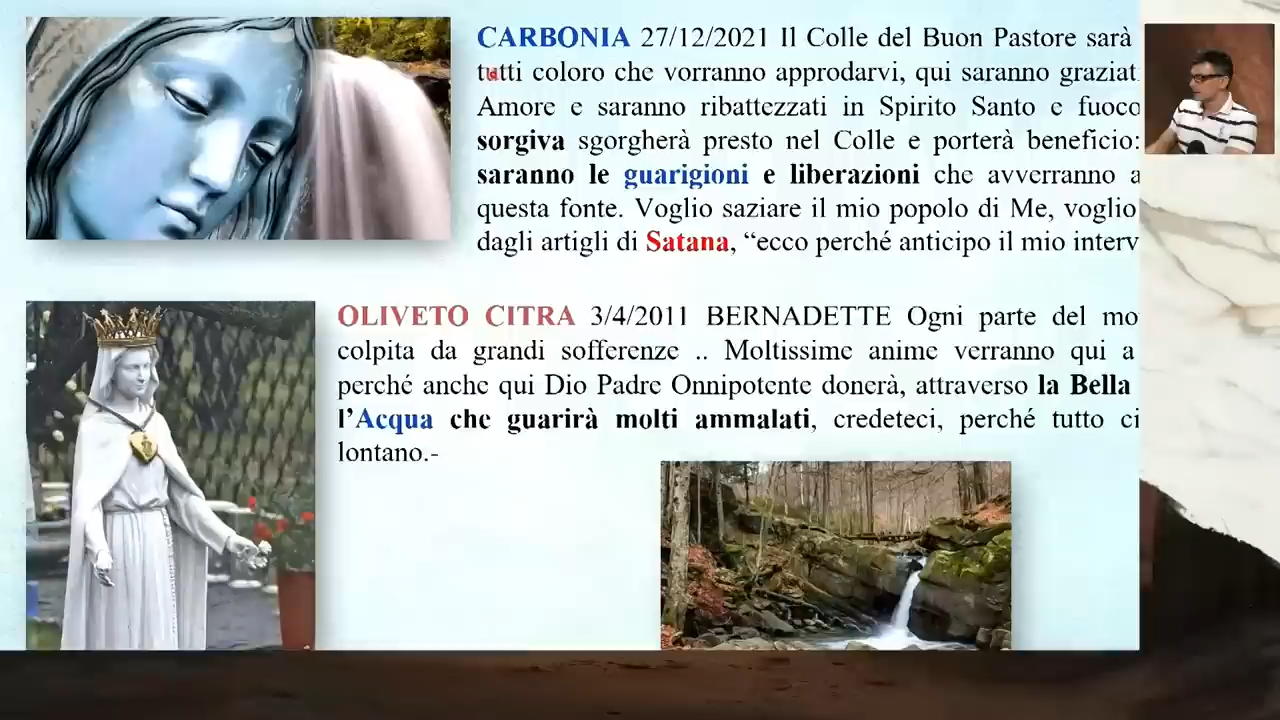 CARBONIA 27/12/2021 Il Colle del Buon Pastore sarà
tutti coloro che vorranno approdarvi, qui saranno graziat
Amore e saranno ribattezzati in Spirito Santo e fuoco
sorgiva sgorgherà presto nel Colle e porterà beneficio:
saranno le guarigioni e liberazioni che avverranno a
questa fonte. Voglio saziare il mio popolo di Me, voglio
dagli artigli di Satana, “ecco perché anticipo il mio interv
OLIVETO CITRA 3/4/2011 BERNADETTE Ogni parte del mo
colpita da grandi sofferenze .. Moltissime anime verranno qui a
perché anche qui Dio Padre Onnipotente donerà, attraverso la Bella
l’Acqua che guarirà molti ammalati, credeteci, perché tutto ci
lontano.-